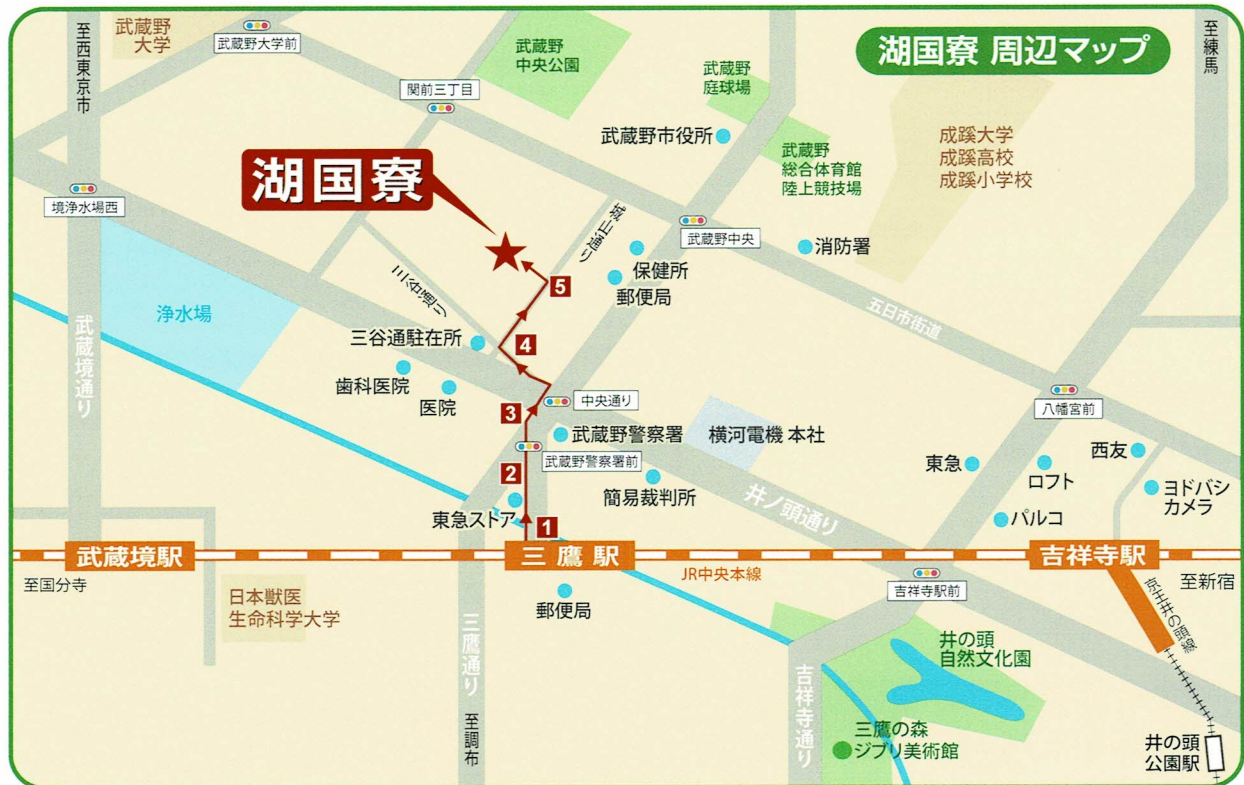 湖国寮 周辺マップ
至西東京市
武蔵野
大学
武蔵野大学前
武蔵野
中央公園
関前三丁目
武蔵野
庭球場
武蔵野市役所
武蔵野
総合体育館
陸上競技場
成蹊大学
成蹊高校
成蹊小学校
至練馬
湖国寮
境浄水場西
城山通り
武蔵野中央
消防署
保健所
郵便局
5
三谷通り
浄水場
武蔵境通り
三谷通駐在所
4
五日市街道
歯科医院
医院
3
中央通り
八幡宮前
武蔵野警察署
横河電機 本社
武蔵野警察署前
2
簡易裁判所
井ノ頭通り
東急
ロフト
西友
ヨドバシ
カメラ
パルコ
東急ストア
1
武蔵境駅
三鷹駅
吉祥寺駅
JR中央本線
至国分寺
至新宿
吉祥寺駅前
京王井の頭線
日本獣医
生命科学大学
郵便局
三鷹通り
至調布
吉祥寺通り
井の頭
自然文化園
三鷹の森
ジブリ美術館
井の頭
公園駅